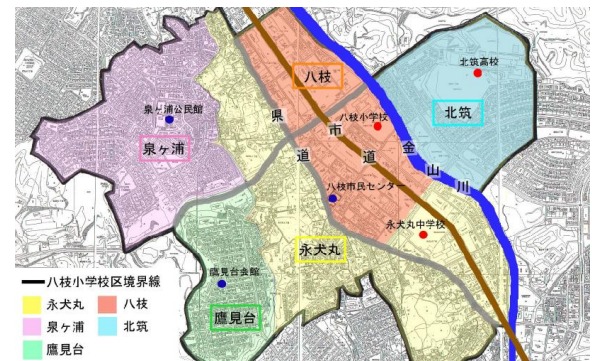 八枝
北筑高校
北筑
泉ヶ浦公民館
泉ヶ浦
八枝小学校
県道
市道
金山川
八枝市民センター
永犬丸中学校
永犬丸
鷹見台会館
鷹見台
八枝小学校区境界線
永犬丸
八枝
泉ヶ浦
北筑
鷹見台